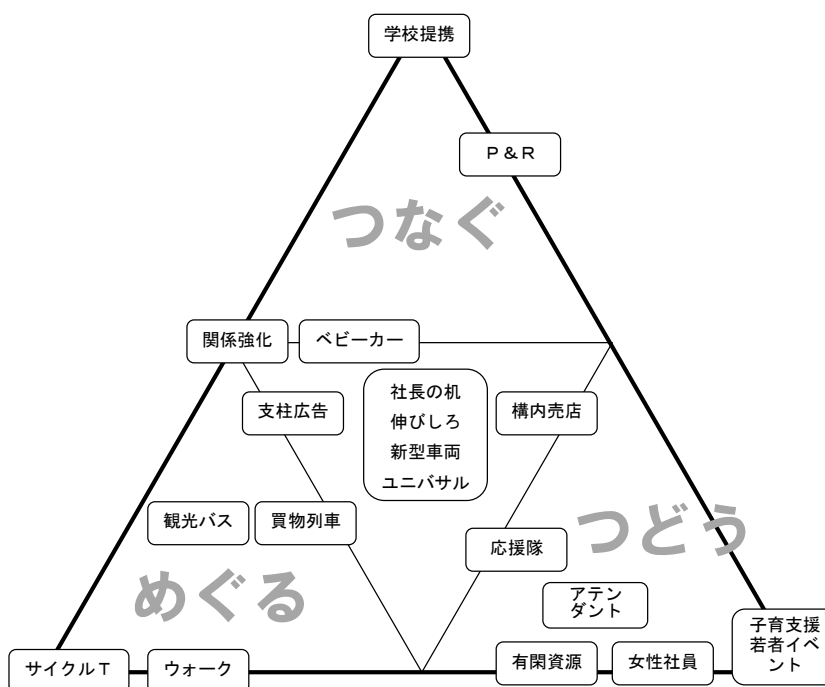 学校提携
P&R
つなぐ
関係強化
ベビーカー
社長の机
伸びしろ
新型車両
ユニバサル
支柱広告
構内売店
観光バス
買物列車
応援隊
つどう
めぐる
アテン
ダント
子育支援
若者イベ
ント
サイクルT
ウォーク
有閑資源
女性社員